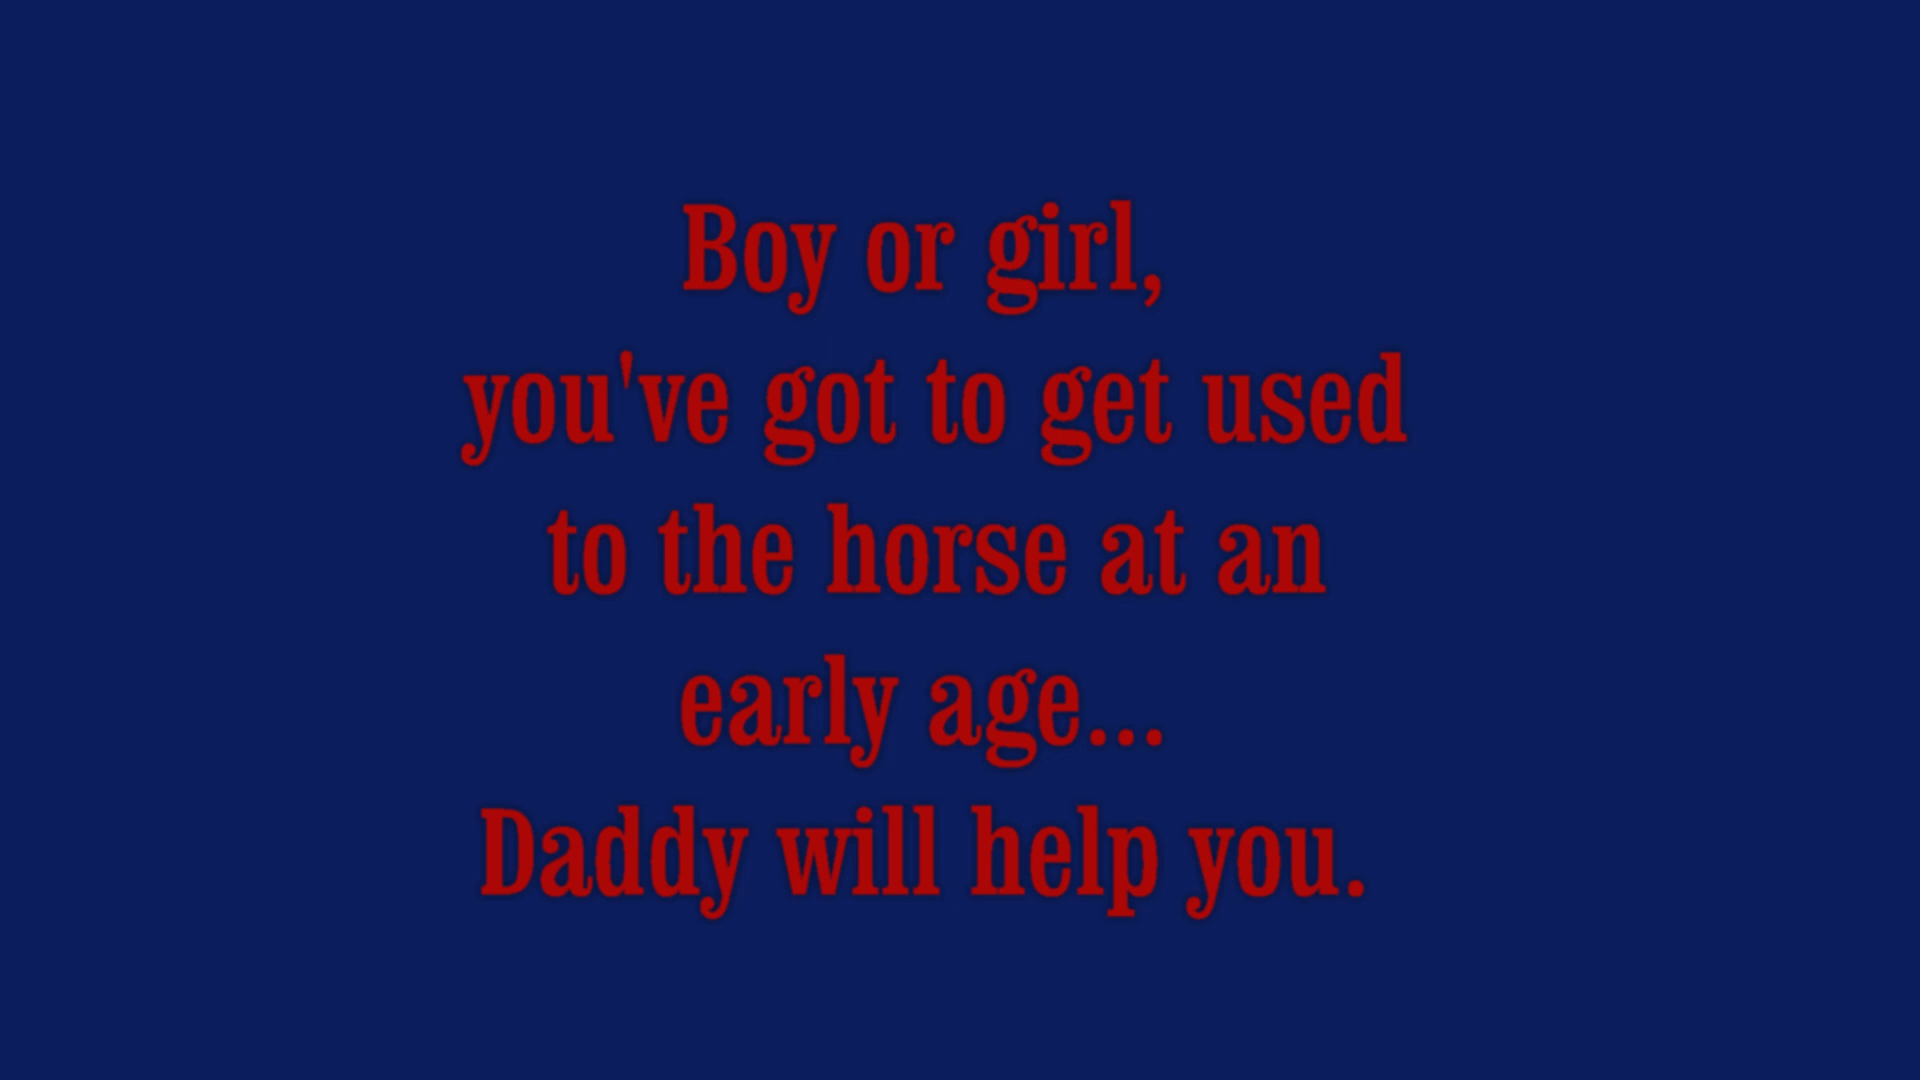 Boy or girl,
you've got to get used
to the horse at an
early age...
Daddy will help you.